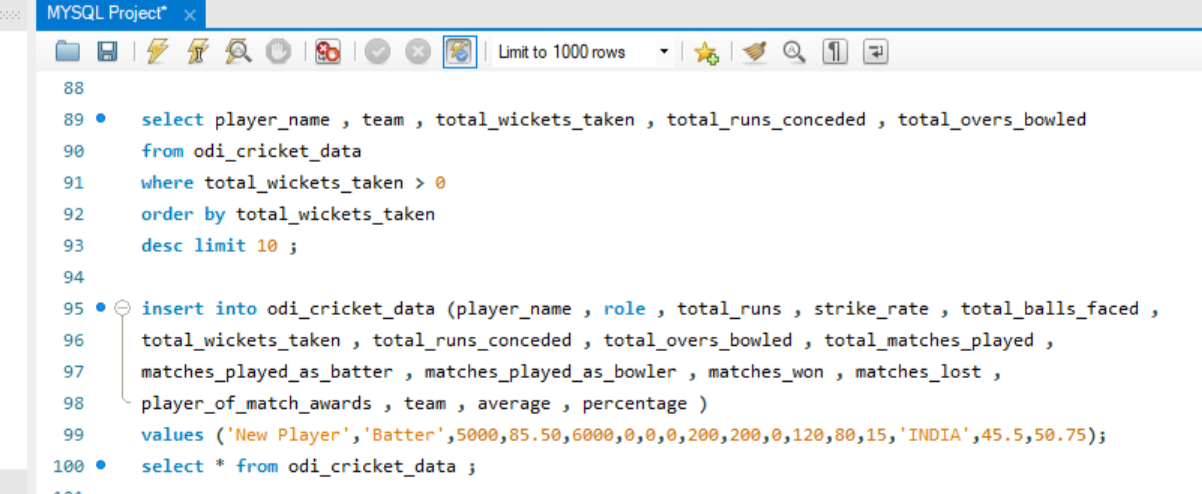 MYSQL Project*
Limit to 1000 rows
88
89 select player_name , team , total_wickets_taken , total_runs_conceded , total_overs_bowled
90 from odi_cricket_data
91 where total_wickets_taken > 0
92 order by total_wickets_taken
93 desc limit 10 ;
94
95 insert into odi_cricket_data (player_name , role , total_runs , strike_rate , total_balls_faced ,
96 total_wickets_taken , total_runs_conceded , total_overs_bowled , total_matches_played ,
97 matches_played_as_batter , matches_played_as_bowler , matches_won , matches_lost ,
98 player_of_match_awards , team , average , percentage )
99 values ('New Player','Batter',5000,85.50,6000,0,0,0,200,200,0,120,80,15,'INDIA',45.5,50.75);
100 select * from odi_cricket_data ;